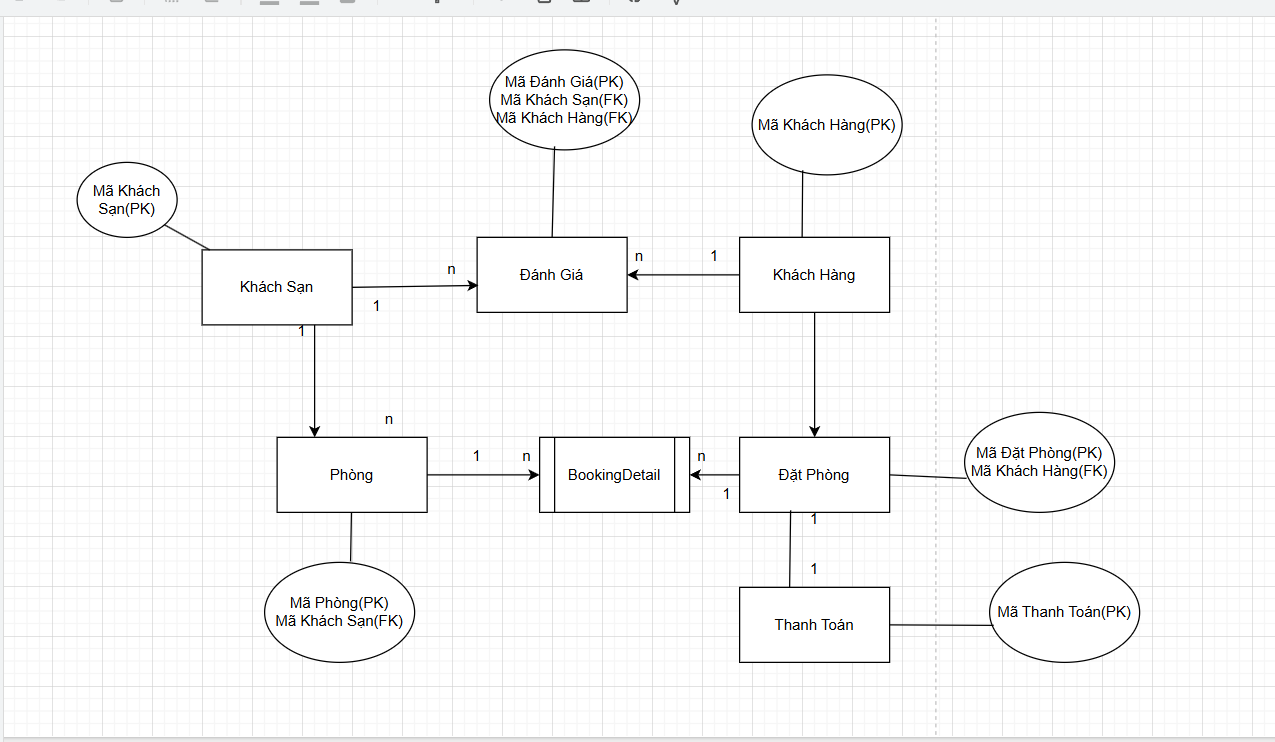 Mã Đánh Giá(PK)
Mã Khách Sạn(FK)
Mã Khách Hàng(FK)
Mã Khách Hàng(PK)
Mã Khách
Sạn(PK)
Khách Sạn
1
n
Đánh Giá
n
1
Khách Hàng
1
n
Phòng
1
n
BookingDetail
n
1
Đặt Phòng
Mã Đặt Phòng(PK)
Mã Khách Hàng(FK)
1
1
Mã Phòng(PK)
Mã Khách Sạn(FK)
Thanh Toán
Mã Thanh Toán(PK)